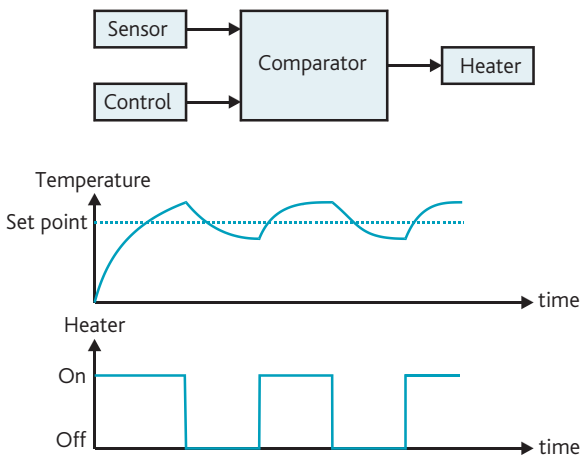 Sensor
Comparator
Heater
Control
Temperature
Set point
time
Heater
On
Off
time